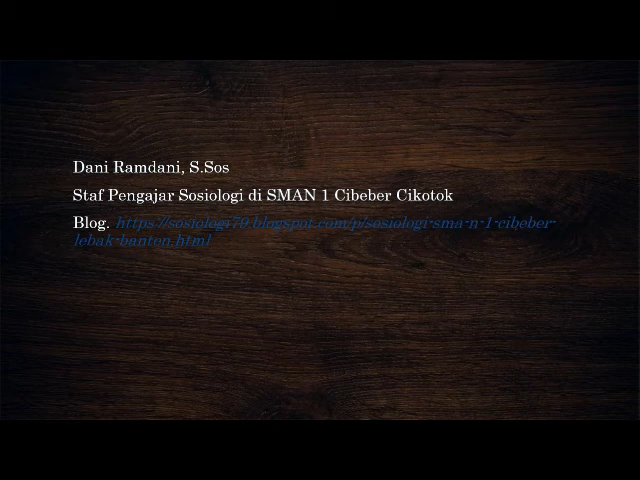 Dani Ramdani, S.Sos
Staf Pengajar Sosiologi di SMAN 1 Cibeber Cikotok
Blog. https://sosiologi79.blogspot.com/p/sosiologi-sma-n-1-cibeber-
lebak-banten.html